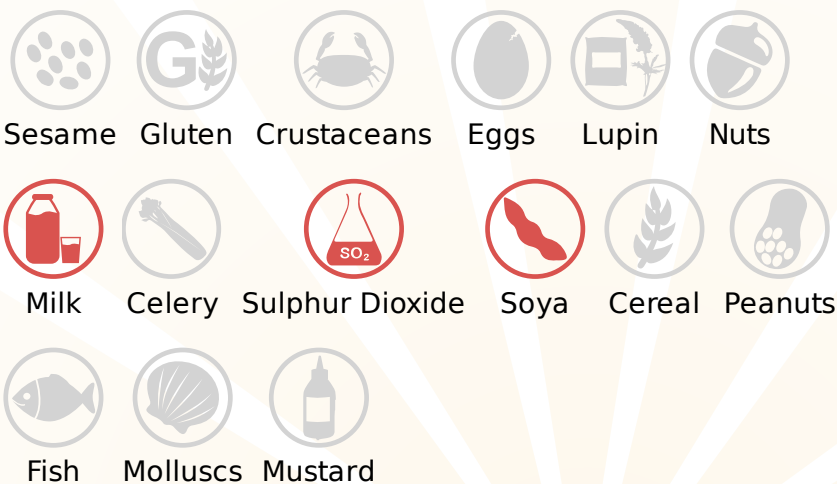 G
Sesame Gluten Crustaceans Eggs Lupin Nuts
SO₂
Milk Celery Sulphur Dioxide Soya Cereal Peanuts
Fish Molluscs Mustard